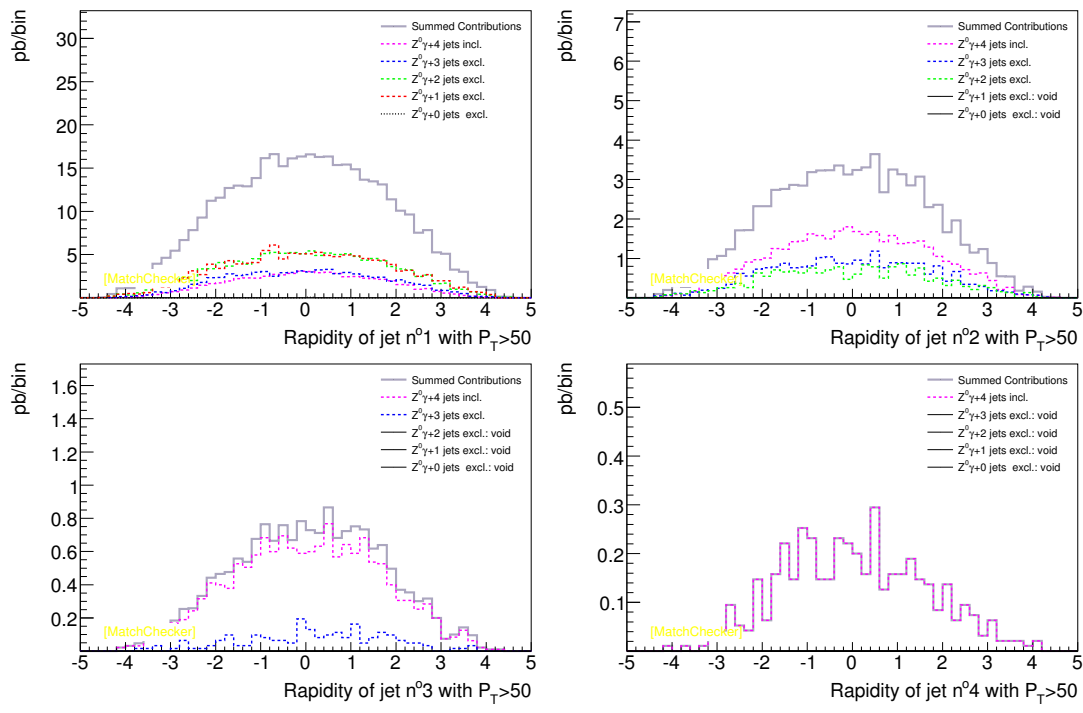 pb/bin
30
25
20
15
10
5
Summed Contributions
Z⁰γ+4 jets incl.
Z⁰γ+3 jets excl.
Z⁰γ+2 jets excl.
Z⁰γ+1 jets excl.
Z⁰γ+0 jets excl.
[MatchChecker]
-5 -4 -3 -2 -1 0 1 2 3 4 5
Rapidity of jet n°1 with P_T>50
pb/bin
7
6
5
4
3
2
1
Summed Contributions
Z⁰γ+4 jets incl.
Z⁰γ+3 jets excl.
Z⁰γ+2 jets excl.
Z⁰γ+1 jets excl.: void
Z⁰γ+0 jets excl.: void
[MatchChecker]
-5 -4 -3 -2 -1 0 1 2 3 4 5
Rapidity of jet n°2 with P_T>50
pb/bin
1.6
1.4
1.2
1
0.8
0.6
0.4
0.2
Summed Contributions
Z⁰γ+4 jets incl.
Z⁰γ+3 jets excl.
Z⁰γ+2 jets excl.: void
Z⁰γ+1 jets excl.: void
Z⁰γ+0 jets excl.: void
[MatchChecker]
-5 -4 -3 -2 -1 0 1 2 3 4 5
Rapidity of jet n°3 with P_T>50
pb/bin
0.5
0.4
0.3
0.2
0.1
Summed Contributions
Z⁰γ+4 jets incl.
Z⁰γ+3 jets excl.: void
Z⁰γ+2 jets excl.: void
Z⁰γ+1 jets excl.: void
Z⁰γ+0 jets excl.: void
[MatchChecker]
-5 -4 -3 -2 -1 0 1 2 3 4 5
Rapidity of jet n°4 with P_T>50